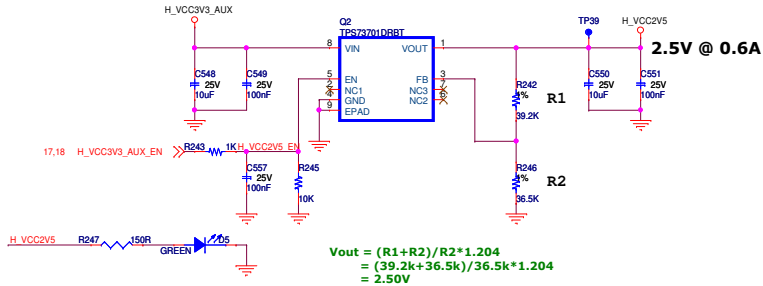 H_VCC3V3_AUX
Q2
TPS73701DRBT
TP39
H_VCC2V5
2.5V @ 0.6A
8
VIN
VOUT
1
C548
25V
10uF
C549
25V
100nF
5
EN
FB
3
2
NC1
NC3
7
4
GND
NC2
6
9
EPAD
R242
1%
39.2K
R1
C550
25V
10uF
C551
25V
100nF
17,18
H_VCC3V3_AUX_EN
R243
1K
H_VCC2V5_EN
C557
25V
100nF
R245
10K
R246
1%
36.5K
R2
H_VCC2V5
R247
150R
GREEN
D5
Vout = (R1+R2)/R2*1.204
= (39.2k+36.5k)/36.5k*1.204
= 2.50V